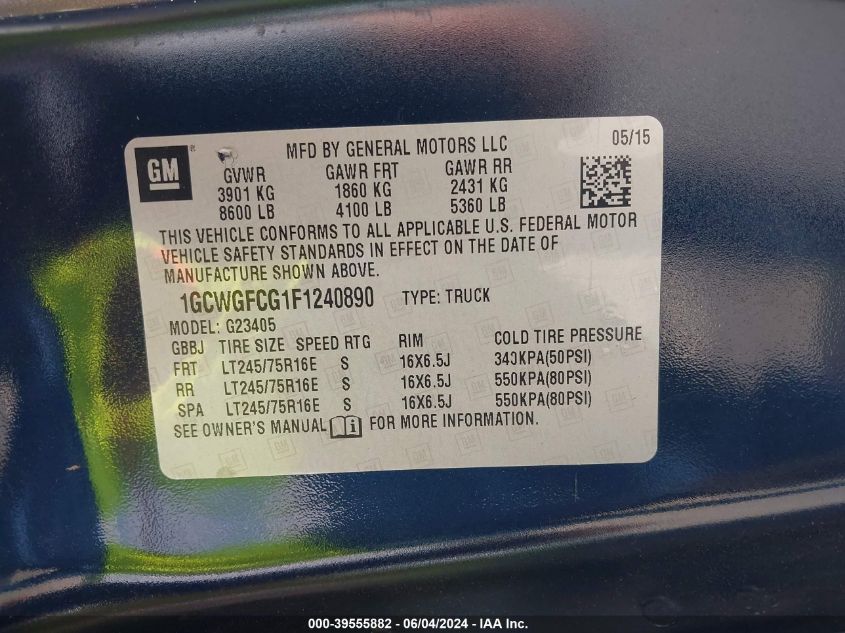 GM
MFD BY GENERAL MOTORS LLC 05/15
GVWR GAWR FRT GAWR RR
3901 KG 1860 KG 2431 KG
8600 LB 4100 LB 5360 LB
THIS VEHICLE CONFORMS TO ALL APPLICABLE U.S. FEDERAL MOTOR
VEHICLE SAFETY STANDARDS IN EFFECT ON THE DATE OF
MANUFACTURE SHOWN ABOVE.
1GCWGFCG1F1240890 TYPE: TRUCK
MODEL: G23405
GBBJ TIRE SIZE SPEED RTG RIM COLD TIRE PRESSURE
FRT LT245/75R16E S 16X6.5J 343KPA(50PSI)
RR LT245/75R16E S 16X6.5J 550KPA(80PSI)
SPA LT245/75R16E S 16X6.5J 550KPA(80PSI)
SEE OWNER'S MANUAL FOR MORE INFORMATION.
000-39555882 - 06/04/2024 - IAA Inc.